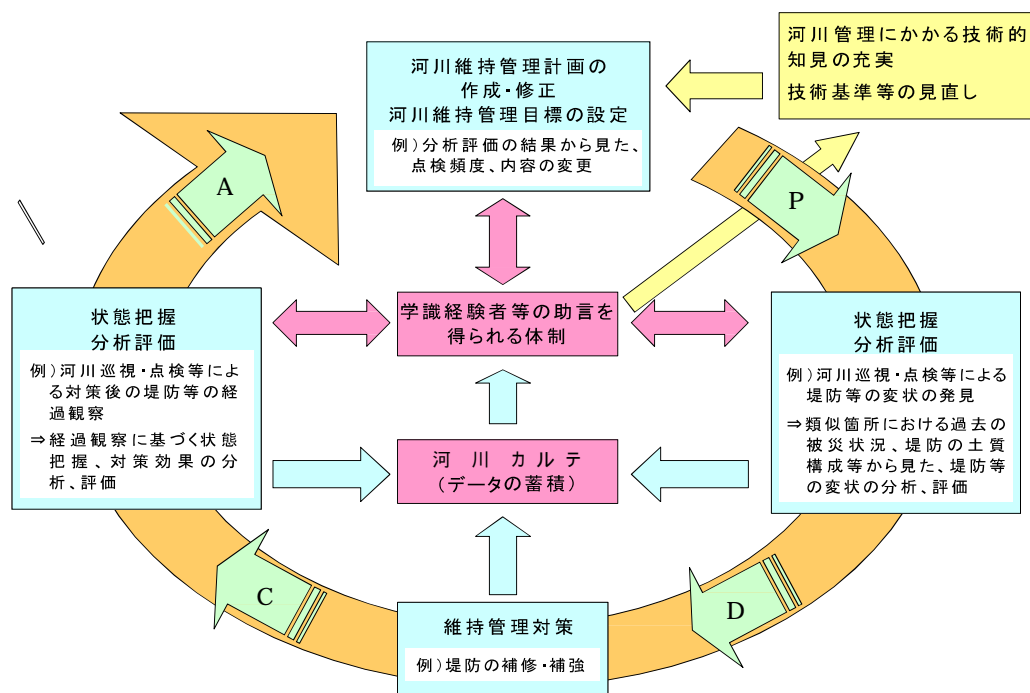 河川維持管理計画の
作成・修正
河川維持管理目標の設定
例）分析評価の結果から見た、
点検頻度、内容の変更
河川管理にかかる技術的
知見の充実
技術基準等の見直し
A
P
学識経験者等の助言を
得られる体制
状態把握
分析評価
例）河川巡視・点検等によ
る対策後の堤防等の経
過観察
⇒経過観察に基づく状態
把握、対策効果の分
析、評価
状態把握
分析評価
例）河川巡視・点検等による
堤防等の変状の発見
⇒類似箇所における過去の
被災状況、堤防の土質
構成等から見た、堤防等
の変状の分析、評価
河川カルテ
（データの蓄積）
C
D
維持管理対策
例）堤防の補修・補強